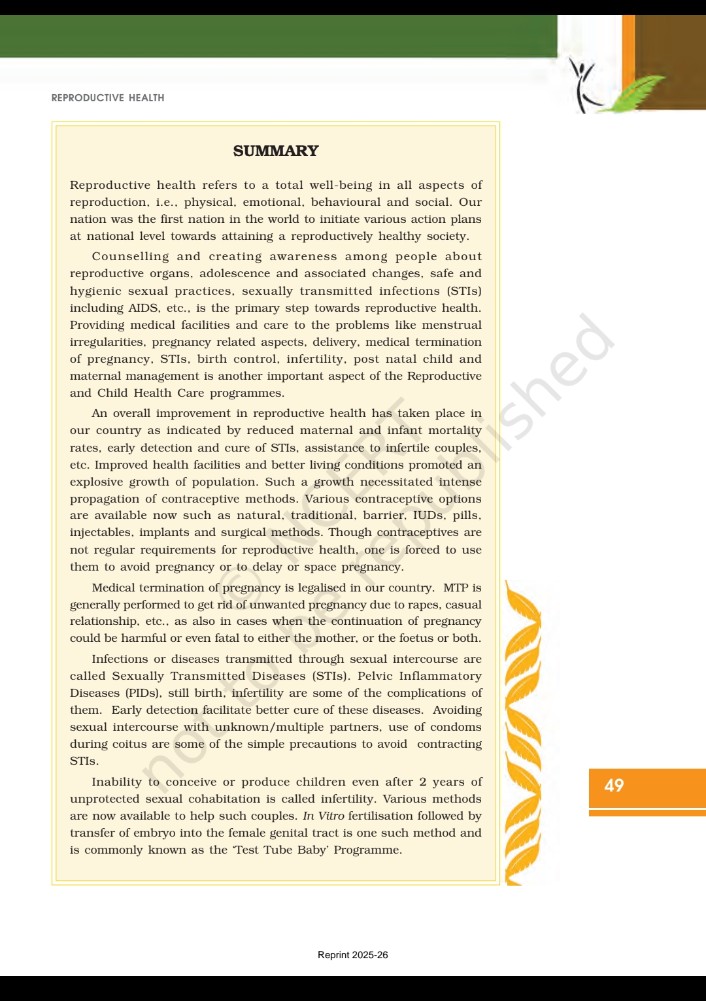 REPRODUCTIVE HEALTH
SUMMARY
Reproductive health refers to a total well-being in all aspects of
reproduction, i.e., physical, emotional, behavioural and social. Our
nation was the first nation in the world to initiate various action plans
at national level towards attaining a reproductively healthy society.
Counselling and creating awareness among people about
reproductive organs, adolescence and associated changes, safe and
hygienic sexual practices, sexually transmitted infections (STIs)
including AIDS, etc., is the primary step towards reproductive health.
Providing medical facilities and care to the problems like menstrual
irregularities, pregnancy related aspects, delivery, medical termination
of pregnancy, STIs, birth control, infertility, post natal child and
maternal management is another important aspect of the Reproductive
and Child Health Care programmes.
An overall improvement in reproductive health has taken place in
our country as indicated by reduced maternal and infant mortality
rates, early detection and cure of STIs, assistance to infertile couples,
etc. Improved health facilities and better living conditions promoted an
explosive growth of population. Such a growth necessitated intense
propagation of contraceptive methods. Various contraceptive options
are available now such as natural, traditional, barrier, IUDs, pills,
injectables, implants and surgical methods. Though contraceptives are
not regular requirements for reproductive health, one is forced to use
them to avoid pregnancy or to delay or space pregnancy.
Medical termination of pregnancy is legalised in our country. MTP is
generally performed to get rid of unwanted pregnancy due to rapes, casual
relationship, etc., as also in cases when the continuation of pregnancy
could be harmful or even fatal to either the mother, or the foetus or both.
Infections or diseases transmitted through sexual intercourse are
called Sexually Transmitted Diseases (STIs). Pelvic Inflammatory
Diseases (PIDs), still birth, infertility are some of the complications of
them. Early detection facilitate better cure of these diseases. Avoiding
sexual intercourse with unknown/multiple partners, use of condoms
during coitus are some of the simple precautions to avoid contracting
STIs.
Inability to conceive or produce children even after 2 years of
unprotected sexual cohabitation is called infertility. Various methods
are now available to help such couples. In Vitro fertilisation followed by
transfer of embryo into the female genital tract is one such method and
is commonly known as the ‘Test Tube Baby’ Programme.
© NCERT
not to be republished
49
Reprint 2025-26